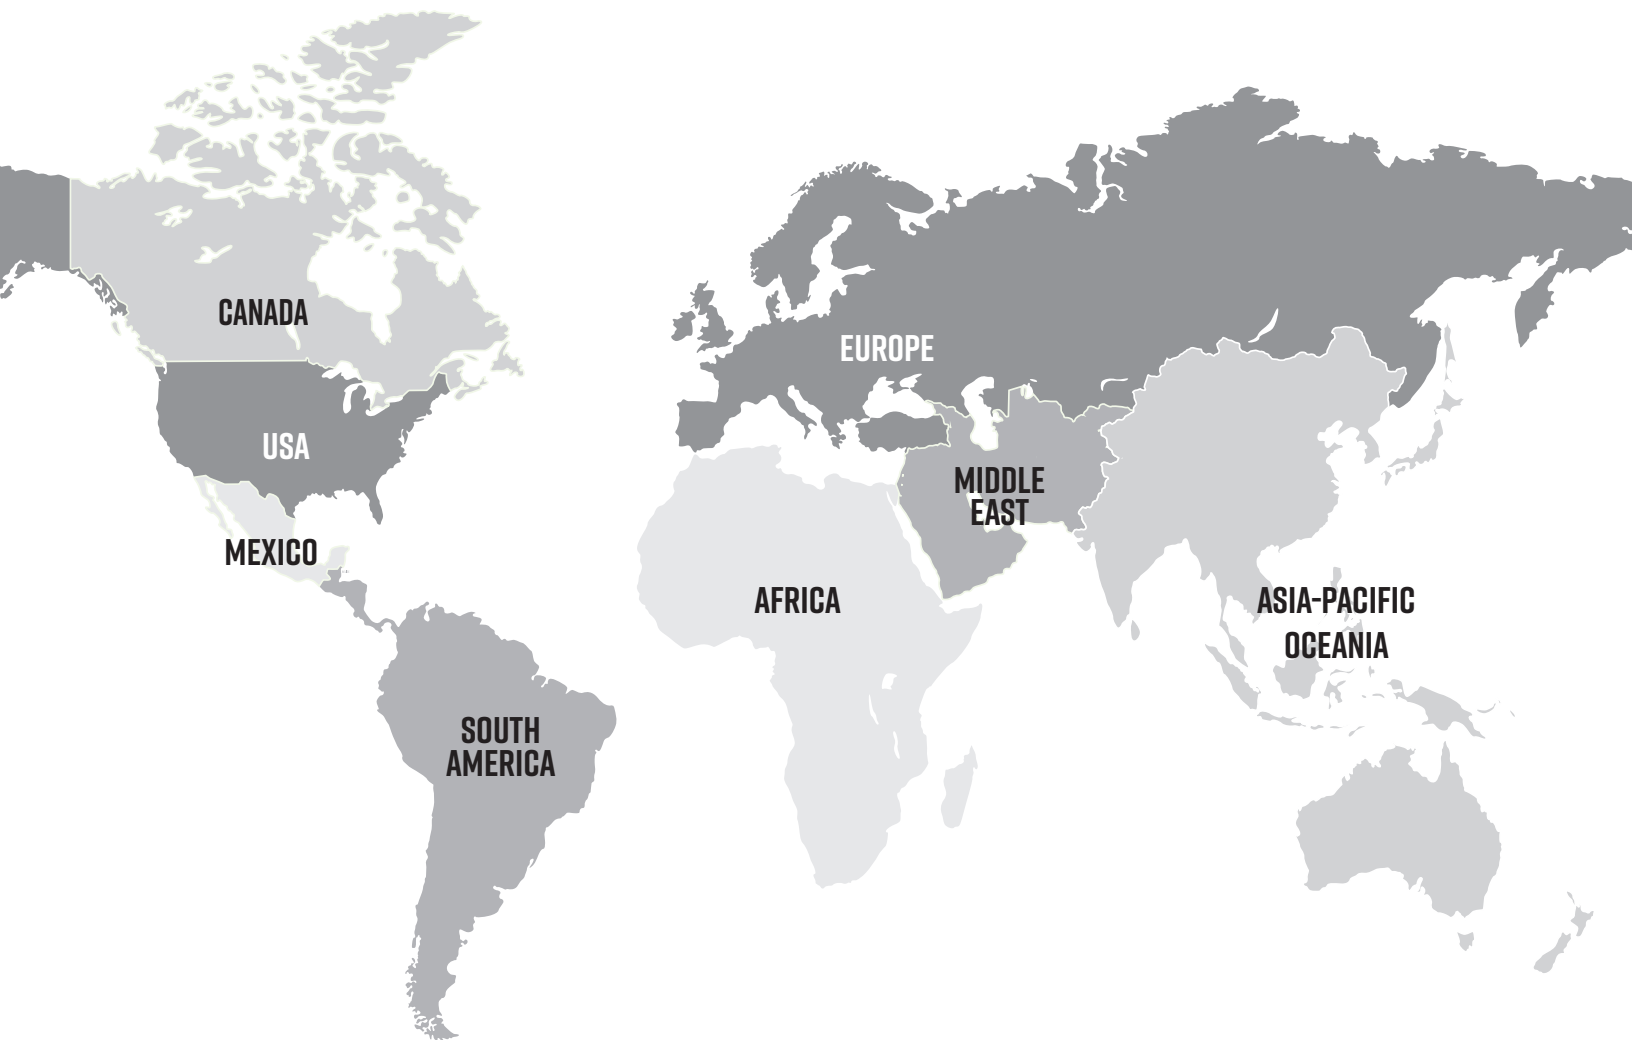 CANADA
EUROPE
USA
MIDDLE
EAST
MEXICO
AFRICA
ASIA-PACIFIC
OCEANIA
SOUTH
AMERICA